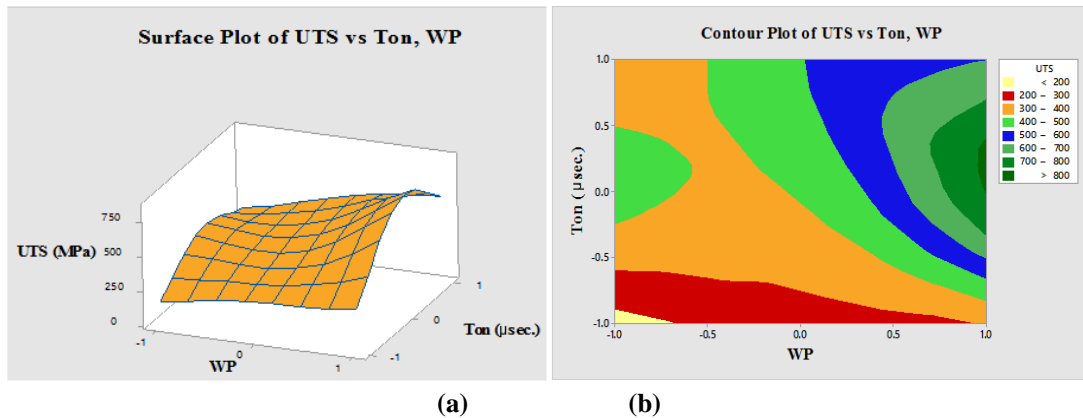 Surface Plot of UTS vs Ton, WP
750
500
UTS (MPa)
250
0
-1
0
WP
1
-1
0
Ton (µsec.)
1
Contour Plot of UTS vs Ton, WP
1.0
0.5
0.0
-0.5
-1.0
Ton (µsec.)
-1.0 -0.5 0.0 0.5 1.0
WP
UTS
< 200
200 – 300
300 – 400
400 – 500
500 – 600
600 – 700
700 – 800
> 800
(a) (b)